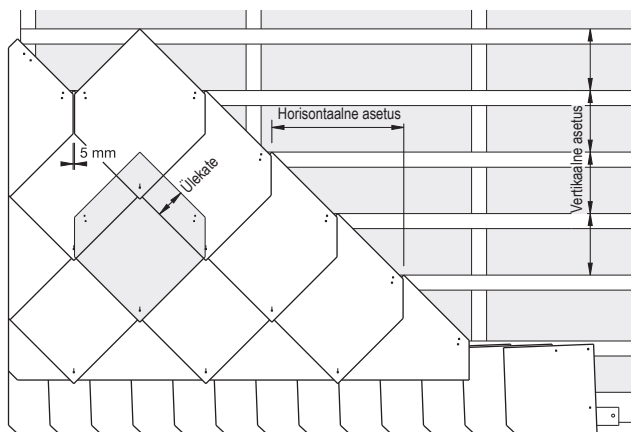 Horisontaalne asetus
5 mm
Ülekate
Vertikaalne asetus